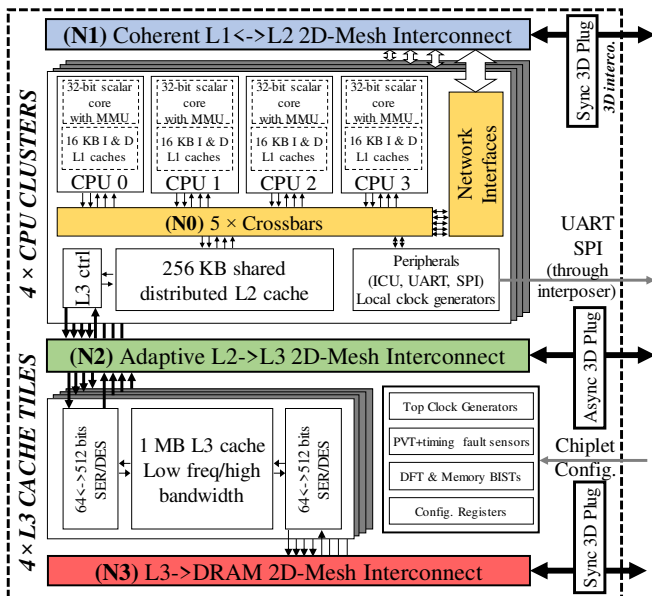 (N1) Coherent L1<->L2 2D-Mesh Interconnect
Sync 3D Plug
3D interco.
4 × CPU CLUSTERS
32-bit scalar
core
with MMU
16 KB I & D
L1 caches
CPU 0
32-bit scalar
core
with MMU
16 KB I & D
L1 caches
CPU 1
32-bit scalar
core
with MMU
16 KB I & D
L1 caches
CPU 2
32-bit scalar
core
with MMU
16 KB I & D
L1 caches
CPU 3
Network
Interfaces
(N0) 5 × Crossbars
L3 ctrl
256 KB shared
distributed L2 cache
Peripherals
(ICU, UART, SPI)
Local clock generators
UART
SPI
(through
interposer)
(N2) Adaptive L2->L3 2D-Mesh Interconnect
Async 3D Plug
4 × L3 CACHE TILES
64<->512 bits
SER/DES
1 MB L3 cache
Low freq/high
bandwidth
64<->512 bits
SER/DES
Top Clock Generators
PVT+timing fault sensors
DFT & Memory BISTs
Config. Registers
Chiplet
Config.
(N3) L3->DRAM 2D-Mesh Interconnect
Sync 3D Plug